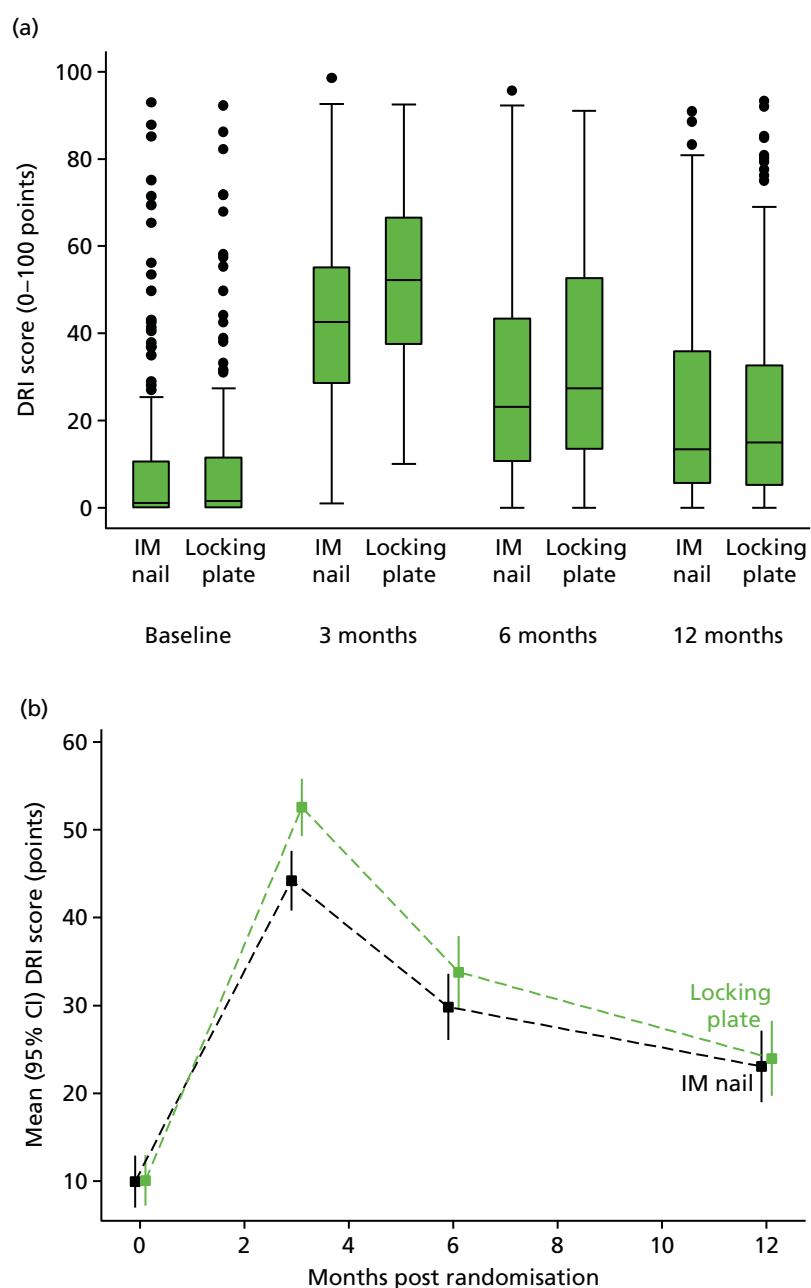 (a)
DRI score (0–100 points)
100
80
60
40
20
0
IM nail
Locking plate
IM nail
Locking plate
IM nail
Locking plate
IM nail
Locking plate
Baseline
3 months
6 months
12 months
(b)
Mean (95% CI) DRI score (points)
60
50
40
30
20
10
Locking
plate
IM nail
0
2
4
6
8
10
12
Months post randomisation